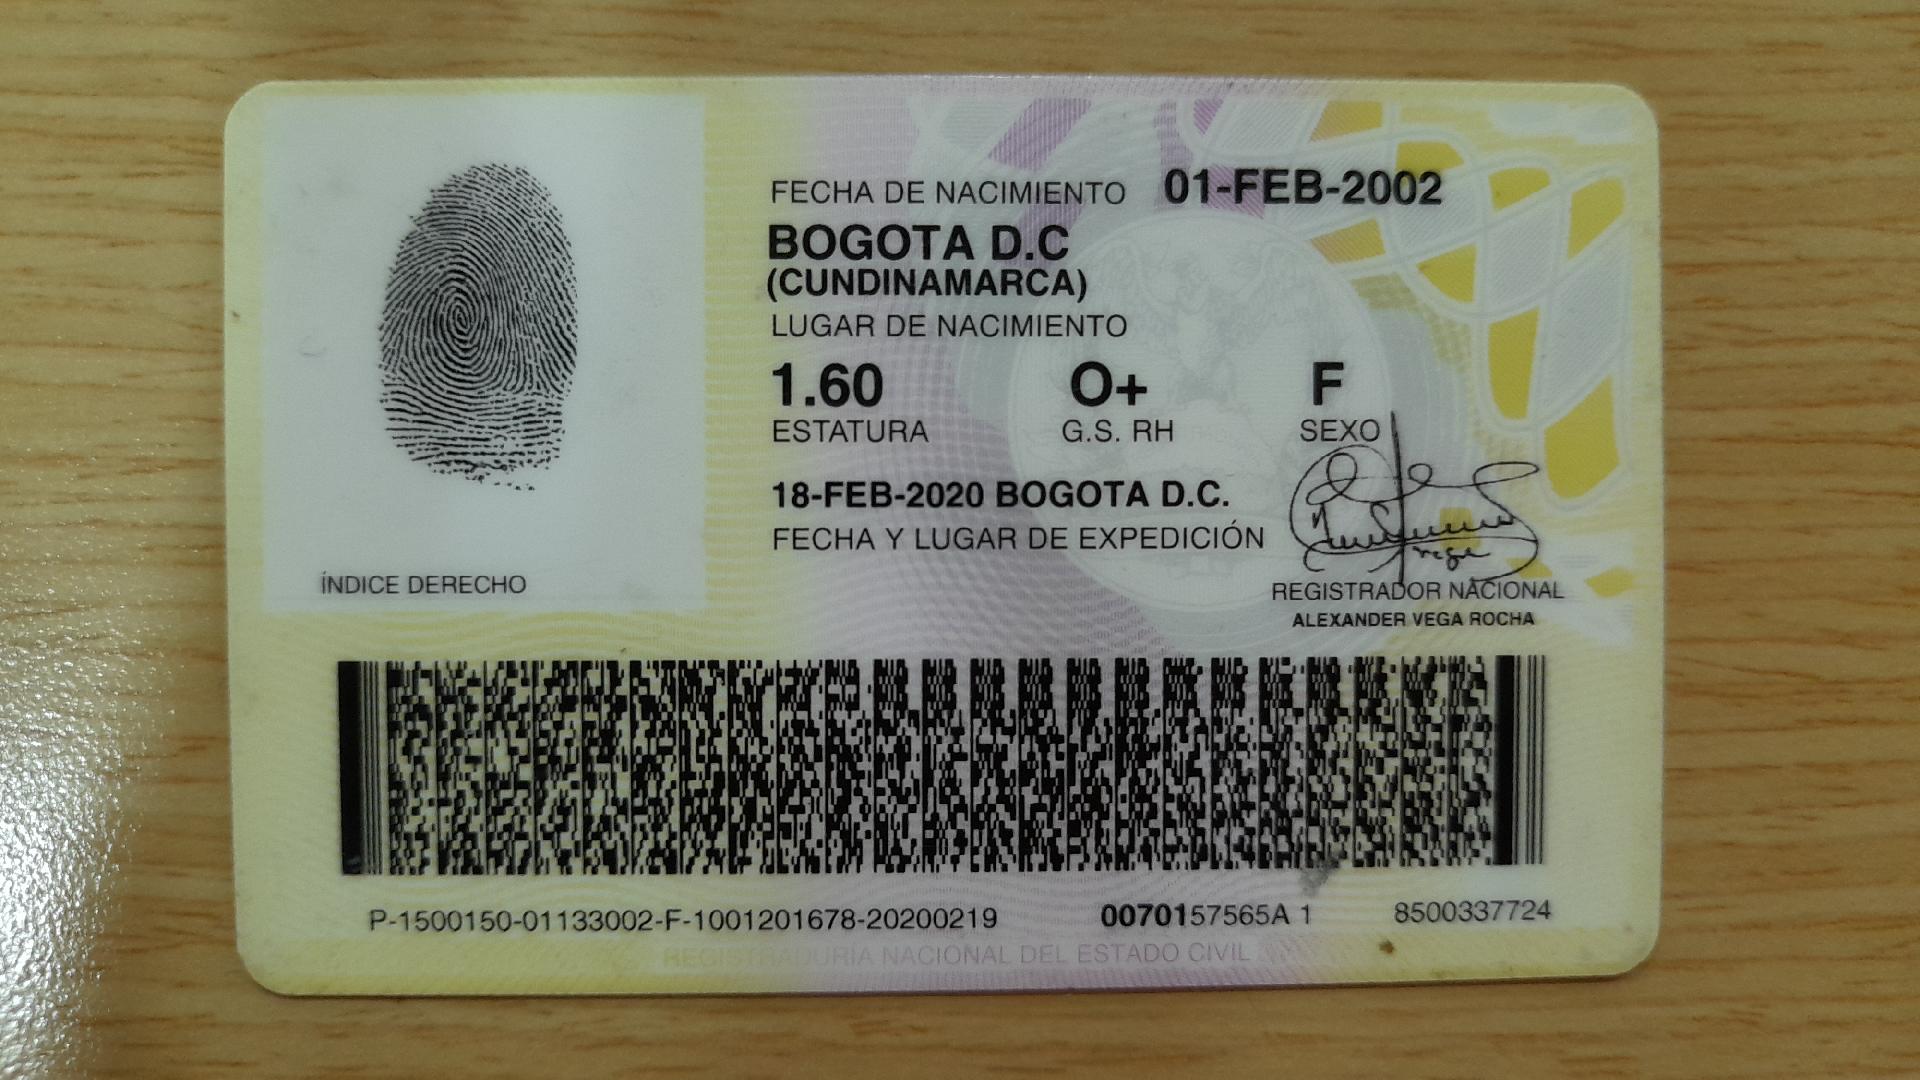 FECHA DE NACIMIENTO 01-FEB-2002
BOGOTA D.C
(CUNDINAMARCA)
LUGAR DE NACIMIENTO
1.60 O+ F
ESTATURA G.S. RH SEXO
18-FEB-2020 BOGOTA D.C.
FECHA Y LUGAR DE EXPEDICIÓN
ÍNDICE DERECHO
REGISTRADOR NACIONAL
ALEXANDER VEGA ROCHA
P-1500150-01133002-F-1001201678-20200219 0070157565A 1 8500337724
REGISTRADURIA NACIONAL DEL ESTADO CIVIL